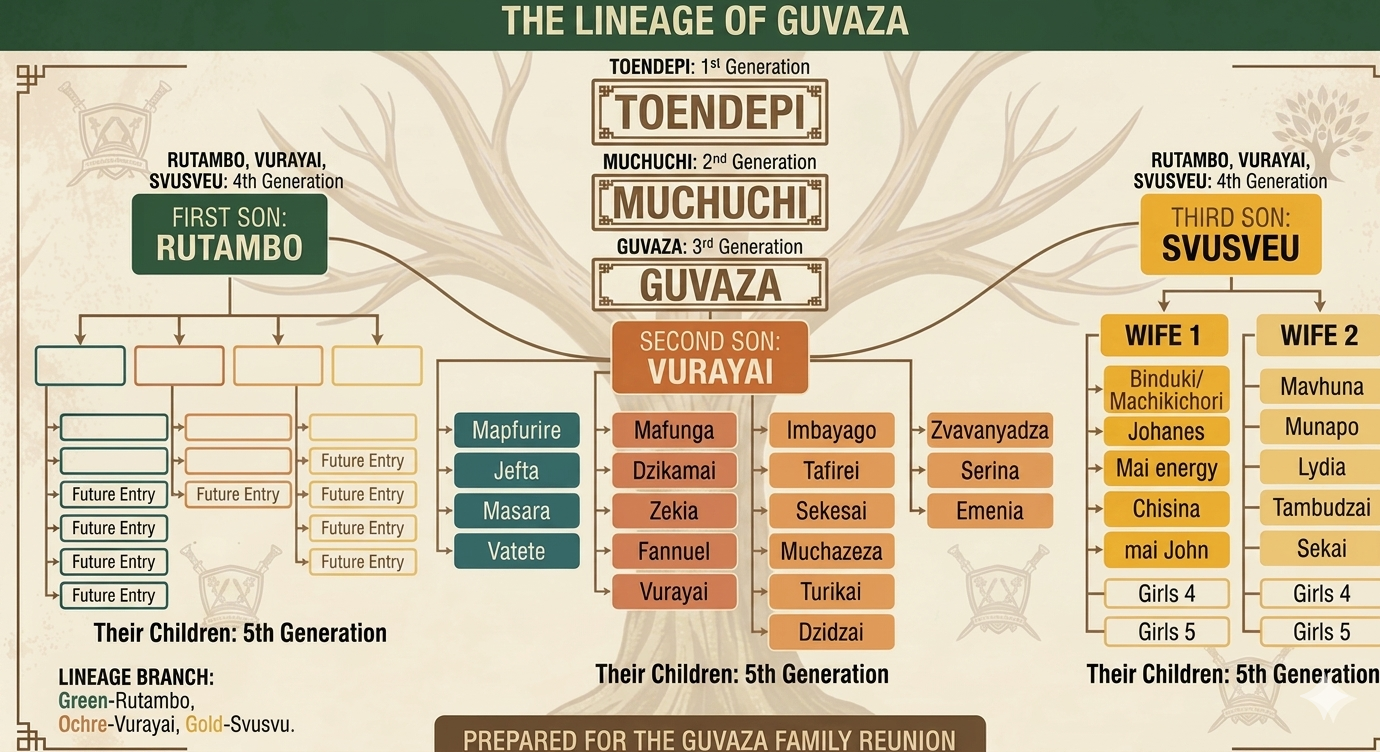 THE LINEAGE OF GUVAZA
TOENDEPI: 1st Generation
TOENDEPI
MUCHUCHI: 2nd Generation
MUCHUCHI
GUVAZA: 3rd Generation
GUVAZA
RUTAMBO, VURAYAI,
SVUSVEU: 4th Generation
FIRST SON:
RUTAMBO
Future Entry
Future Entry
Future Entry
Future Entry
Future Entry
Future Entry
Future Entry
Future Entry
Future Entry
Their Children: 5th Generation
SECOND SON:
VURAYAI
Mapfurire
Jefta
Masara
Vatete
Mafunga
Dzikamai
Zekia
Fannuel
Vurayai
Imbayago
Tafirei
Sekesai
Muchazeza
Turikai
Dzidzai
Zvavanyadza
Serina
Emenia
Their Children: 5th Generation
RUTAMBO, VURAYAI,
SVUSVEU: 4th Generation
THIRD SON:
SVUSVEU
WIFE 1
Binduki/
Machikichori
Johanes
Mai energy
Chisina
mai John
Girls 4
Girls 5
WIFE 2
Mavhuna
Munapo
Lydia
Tambudzai
Sekai
Girls 4
Girls 5
Their Children: 5th Generation
LINEAGE BRANCH:
Green-Rutambo,
Ochre-Vurayai, Gold-Svusvu.
PREPARED FOR THE GUVAZA FAMILY REUNION